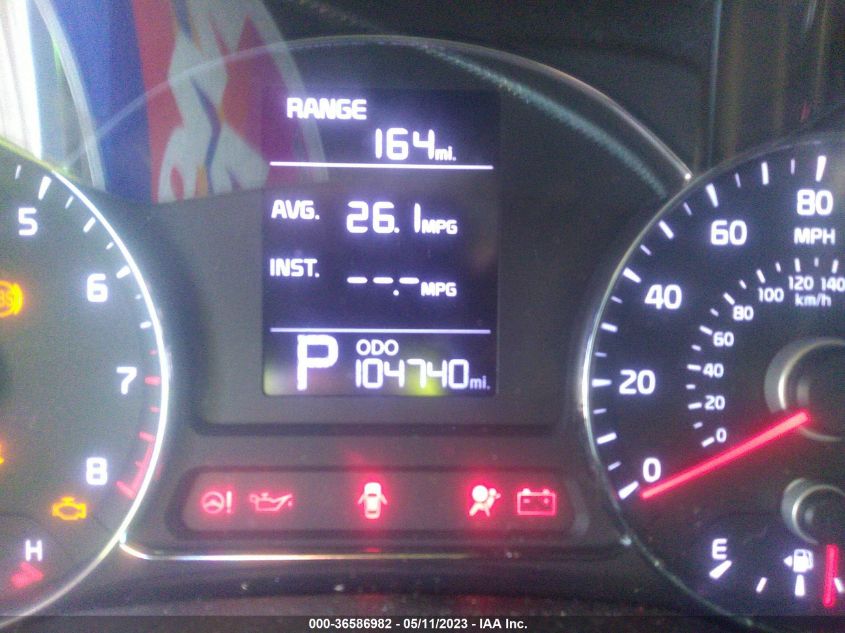 RANGE
164mi.
AVG. 26.1MPG
INST. --.-MPG
P ODO
104740mi.
5
6
7
8
H
80
60
40
20
0
MPH
140
120
100
80
60
40
20
0
km/h
E
000-36586982 - 05/11/2023 - IAA Inc.